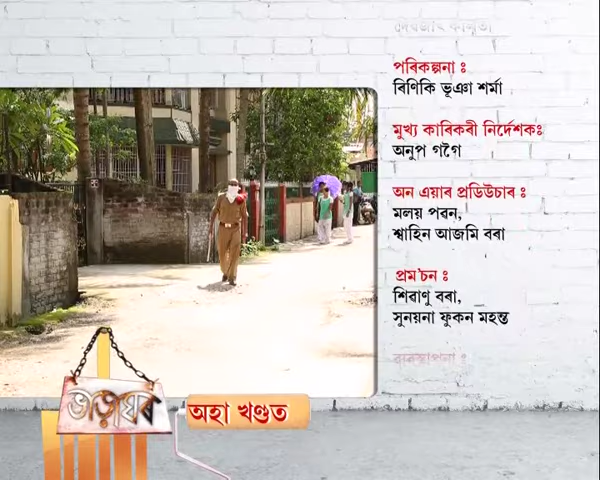 পৰিকল্পনা ঃ
ৰিণিকি ভূঞা শৰ্মা
মুখ্য কাৰিকৰী নিৰ্দেশকঃ
অনুপ গগৈ
অন এয়াৰ প্ৰডিউচাৰ ঃ
মলয় পৱন,
শ্বাহিন আজমি বৰা
প্ৰম'চন ঃ
শিৱাণু বৰা,
সুনয়না ফুকন মহন্ত
ভাড়াঘৰ
অহা খণ্ডত